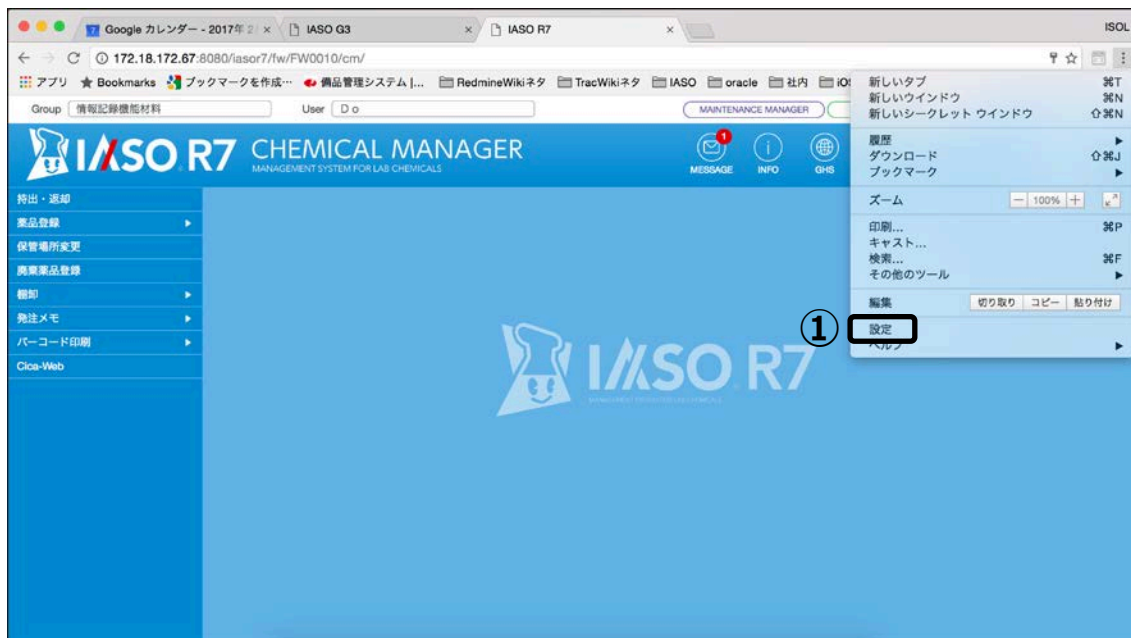 Google カレンダー - 2017年 2
IASO G3
IASO R7
ISOL
172.18.172.67:8080/iasor7/fw/FW0010/cm/
アプリ Bookmarks ブックマークを作成… 備品管理システム |... RedmineWikiネタ TracWikiネタ IASO oracle 社内 iO
Group 情報記録機能材料 User Do MAINTENANCE MANAGER
IASO R7 CHEMICAL MANAGER
MANAGEMENT SYSTEM FOR LAB CHEMICALS
1
MESSAGE INFO GHS
持出・返却
薬品登録
保管場所変更
廃棄薬品登録
棚卸
発注メモ
バーコード印刷
Cica-Web
IASO R7
新しいタブ ⌘T
新しいウインドウ ⌘N
新しいシークレット ウインドウ ⇧⌘N
履歴
ダウンロード ⇧⌘J
ブックマーク
ズーム − 100% +
印刷... ⌘P
キャスト...
検索... ⌘F
その他のツール
編集 切り取り コピー 貼り付け
① 設定
ヘルプ